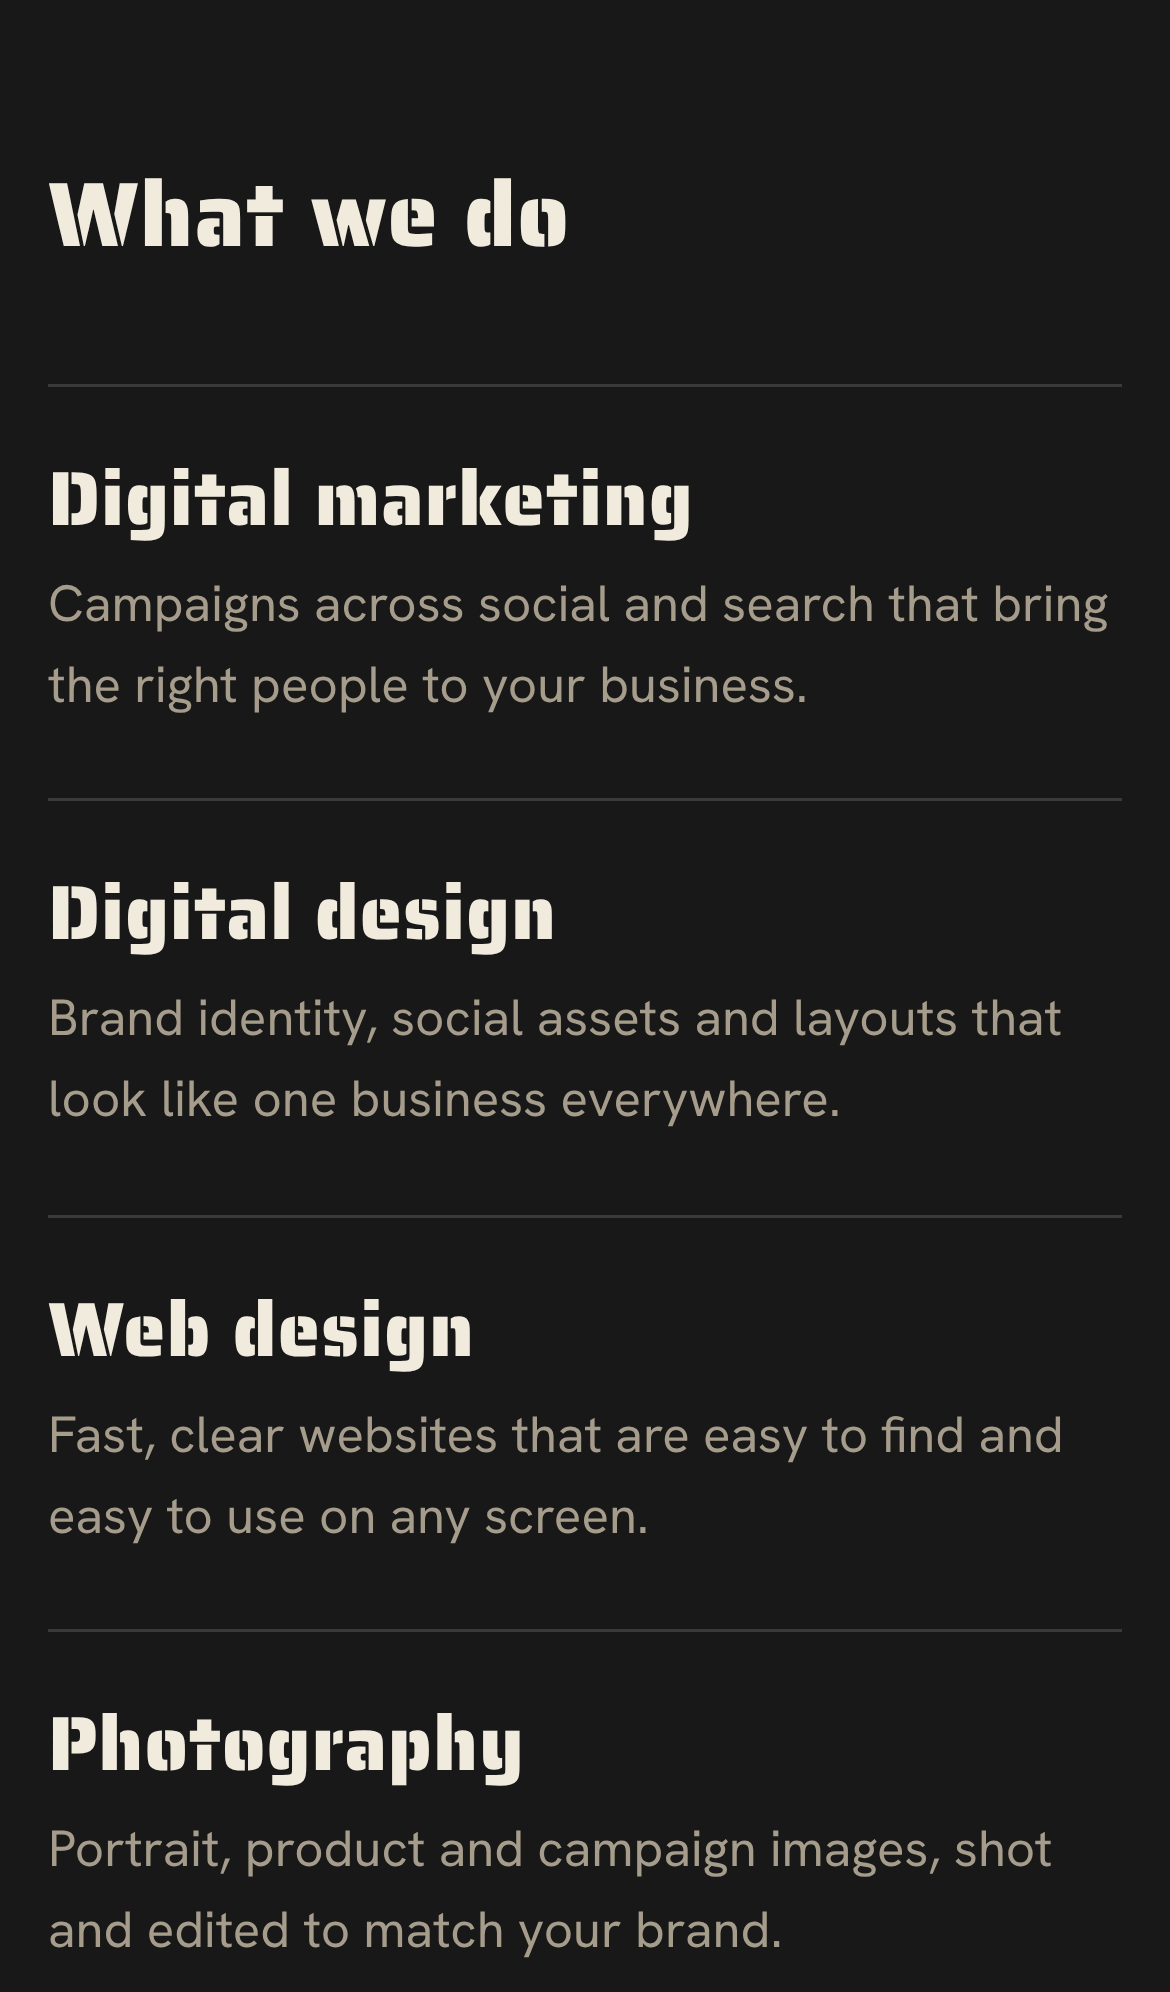 What we do
Digital marketing
Campaigns across social and search that bring
the right people to your business.
Digital design
Brand identity, social assets and layouts that
look like one business everywhere.
Web design
Fast, clear websites that are easy to find and
easy to use on any screen.
Photography
Portrait, product and campaign images, shot
and edited to match your brand.